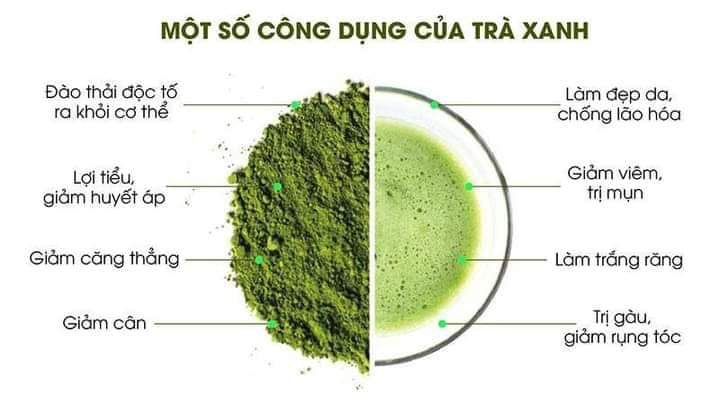 MỘT SỐ CÔNG DỤNG CỦA TRÀ XANH
Đào thải độc tố
ra khỏi cơ thể
Lợi tiểu,
giảm huyết áp
Giảm căng thẳng
Giảm cân
Làm đẹp da,
chống lão hóa
Giảm viêm,
trị mụn
Làm trắng răng
Trị gàu,
giảm rụng tóc